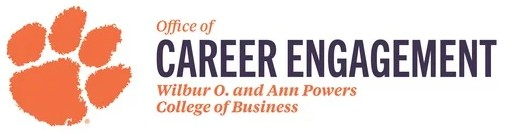 Office of
CAREER ENGAGEMENT
Wilbur O. and Ann Powers
College of Business
®